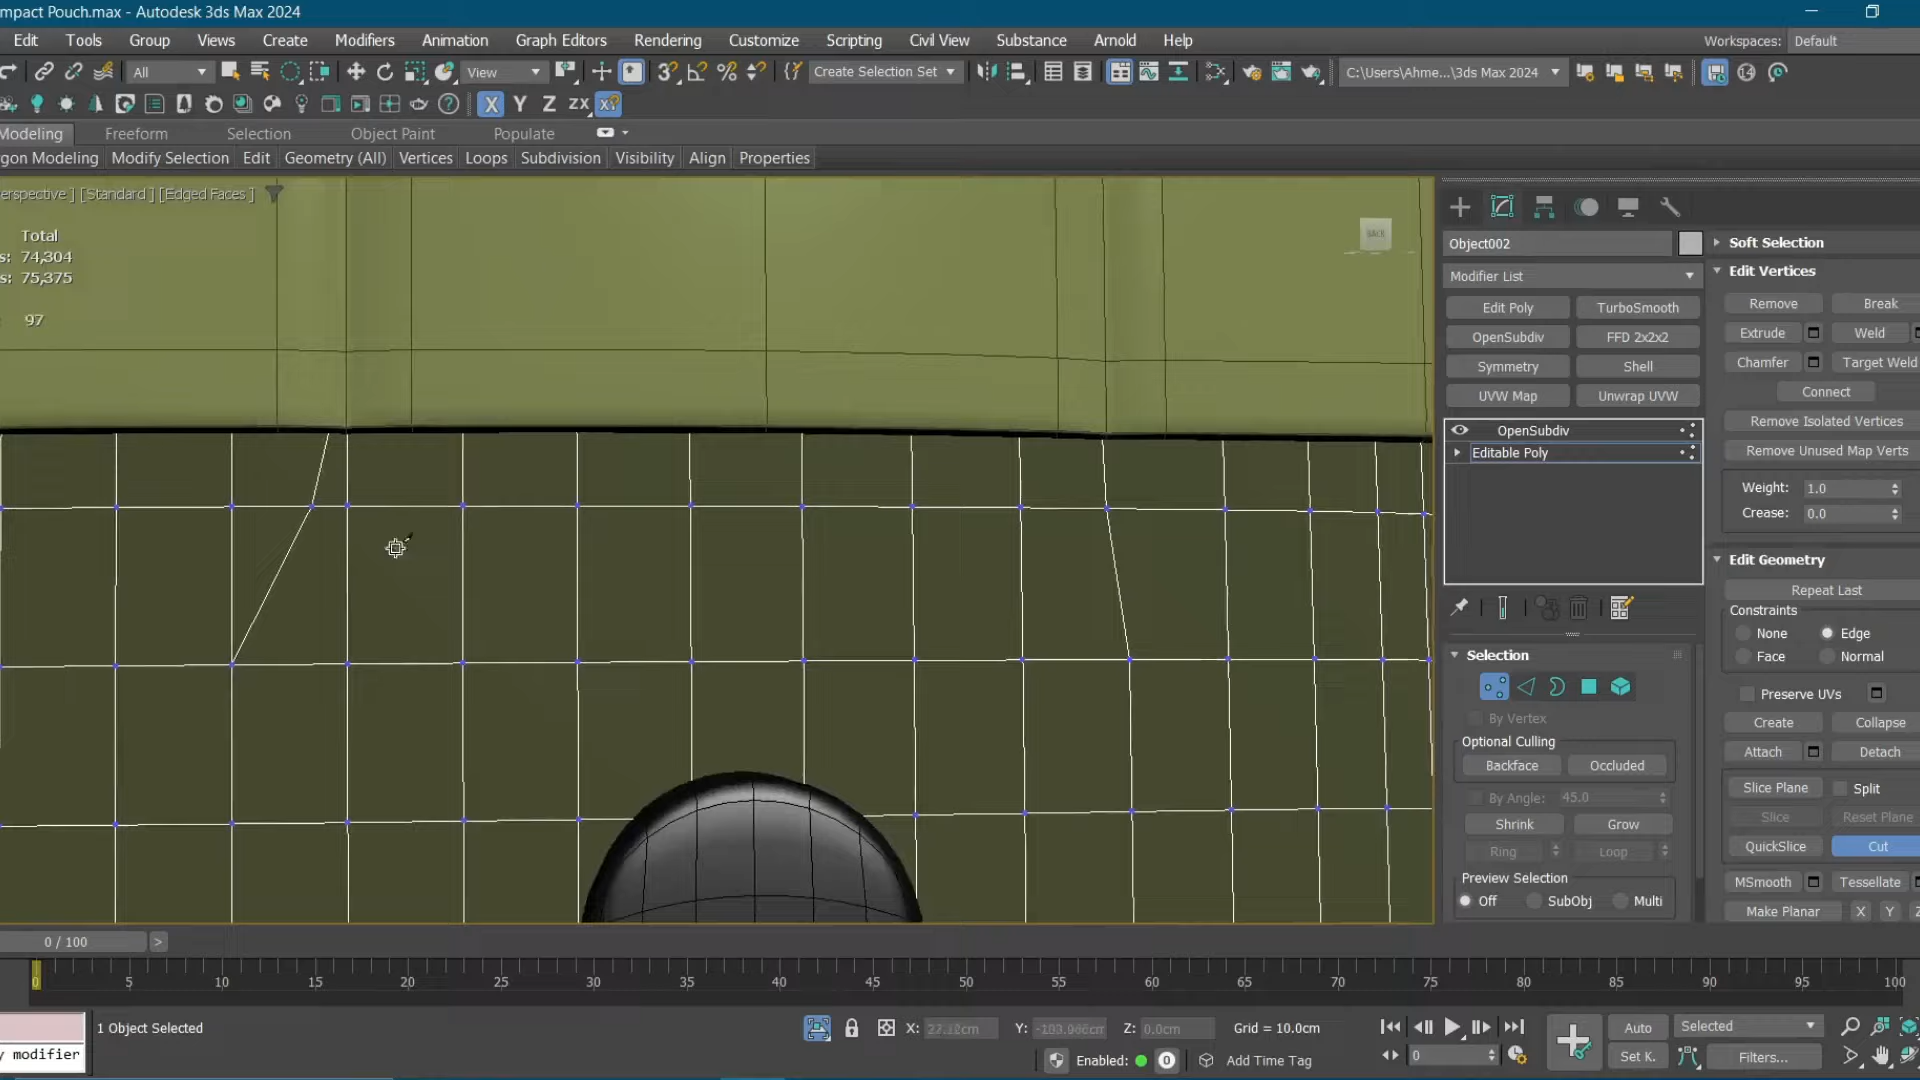 mpact Pouch.max - Autodesk 3ds Max 2024
Edit Tools Group Views Create Modifiers Animation Graph Editors Rendering Customize Scripting Civil View Substance Arnold Help
Workspaces: Default
All View Create Selection Set C:\Users\Ahme...\3ds Max 2024
X Y Z ZX
Modeling Freeform Selection Object Paint Populate
gon Modeling Modify Selection Edit Geometry (All) Vertices Loops Subdivision Visibility Align Properties
erspective ] [ Standard ] [Edged Faces ]
Total
s: 74,304
s: 75,375
97
BACK
Object002
Modifier List
Edit Poly TurboSmooth
OpenSubdiv FFD 2x2x2
Symmetry Shell
UVW Map Unwrap UVW
OpenSubdiv
Editable Poly
Selection
By Vertex
Optional Culling
Backface Occluded
By Angle: 45.0
Shrink Grow
Ring Loop
Preview Selection
Off SubObj Multi
Soft Selection
Edit Vertices
Remove Break
Extrude Weld
Chamfer Target Weld
Connect
Remove Isolated Vertices
Remove Unused Map Verts
Weight: 1.0
Crease: 0.0
Edit Geometry
Repeat Last
Constraints
None Edge
Face Normal
Preserve UVs
Create Collapse
Attach Detach
Slice Plane Split
Slice Reset Plane
QuickSlice Cut
MSmooth Tessellate
Make Planar X Y Z
0 / 100 >
0 5 10 15 20 25 30 35 40 45 50 55 60 65 70 75 80 85 90 95 100
1 Object Selected
y modifier
X: Y: Z: 0.0cm Grid = 10.0cm
Enabled: 0 Add Time Tag
Auto Selected
0 Set K. Filters...